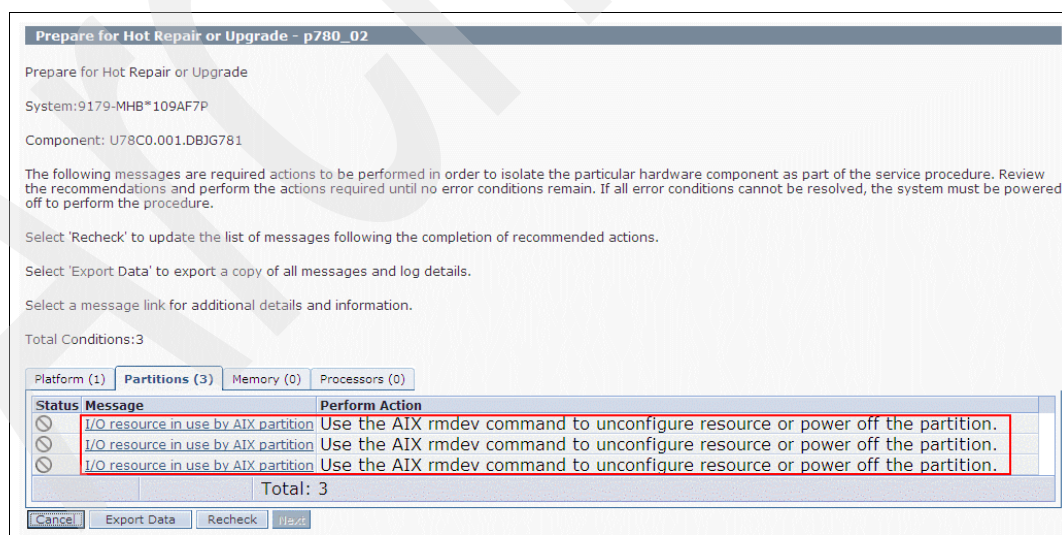 Prepare for Hot Repair or Upgrade - p780_02
Prepare for Hot Repair or Upgrade
System:9179-MHB*109AF7P
Component: U78C0.001.DBJG781
The following messages are required actions to be performed in order to isolate the particular hardware component as part of the service procedure. Review
the recommendations and perform the actions required until no error conditions remain. If all error conditions cannot be resolved, the system must be powered
off to perform the procedure.
Select 'Recheck' to update the list of messages following the completion of recommended actions.
Select 'Export Data' to export a copy of all messages and log details.
Select a message link for additional details and information.
Total Conditions:3
Platform (1) Partitions (3) Memory (0) Processors (0)
Status Message Perform Action
I/O resource in use by AIX partition Use the AIX rmdev command to unconfigure resource or power off the partition.
I/O resource in use by AIX partition Use the AIX rmdev command to unconfigure resource or power off the partition.
I/O resource in use by AIX partition Use the AIX rmdev command to unconfigure resource or power off the partition.
Total: 3
Cancel Export Data Recheck Next